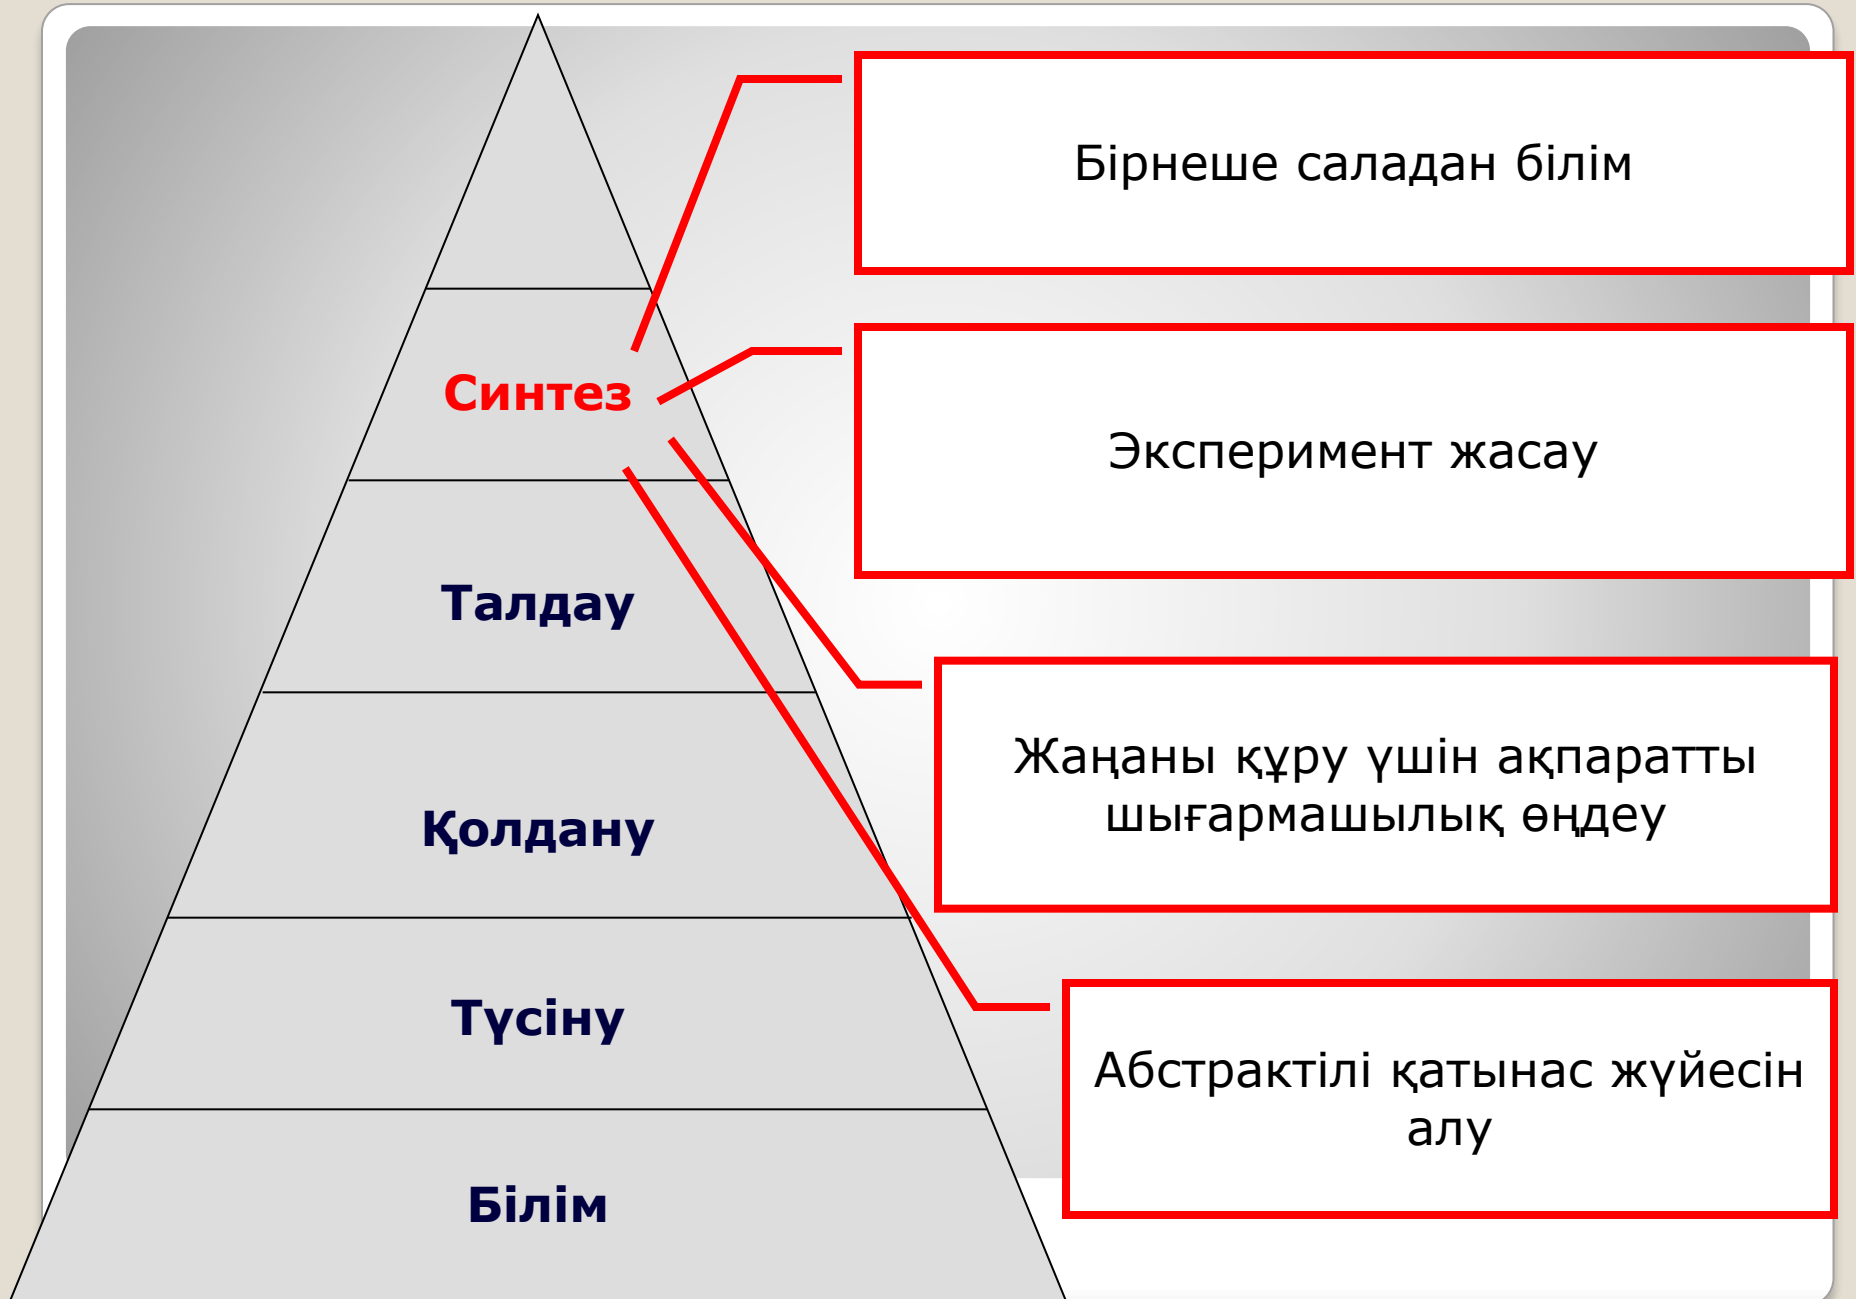 Синтез
Талдау
Қолдану
Түсіну
Білім
Бірнеше саладан білім
Эксперимент жасау
Жаңаны құру үшін ақпаратты
шығармашылық өңдеу
Абстрактілі қатынас жүйесін
алу